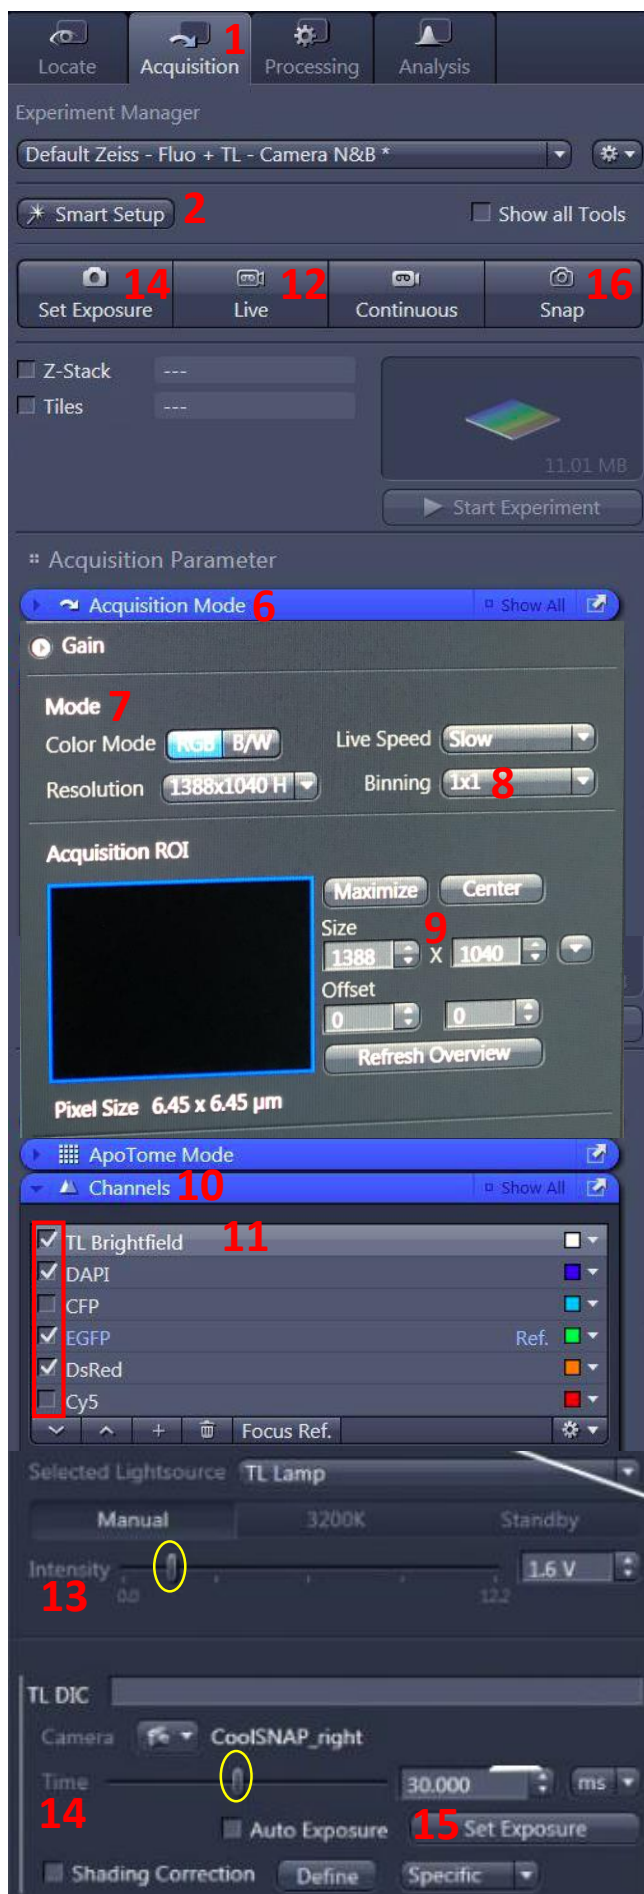 1
Locate Acquisition Processing Analysis
Experiment Manager
Default Zeiss - Fluo + TL - Camera N&B *
Smart Setup 2 Show all Tools
14 12 16
Set Exposure Live Continuous Snap
Z-Stack ---
Tiles ---
11.01 MB
Start Experiment
Acquisition Parameter
Acquisition Mode 6 Show All
Gain
Mode 7
Color Mode RGB B/W Live Speed Slow
Resolution 1388x1040 H Binning 1x1 8
Acquisition ROI
Maximize Center
Size 9
1388 X 1040
Offset
0 0
Refresh Overview
Pixel Size 6.45 x 6.45 µm
ApoTome Mode
Channels 10 Show All
TL Brightfield 11
DAPI
CFP
EGFP Ref.
DsRed
Cy5
+ Focus Ref.
Selected Lightsource TL Lamp
Manual 3200K Standby
Intensity 1.6 V
13 0.0 12.2
TL DIC
Camera CoolSNAP_right
Time 30.000 ms
14 Auto Exposure 15 Set Exposure
Shading Correction Define Specific